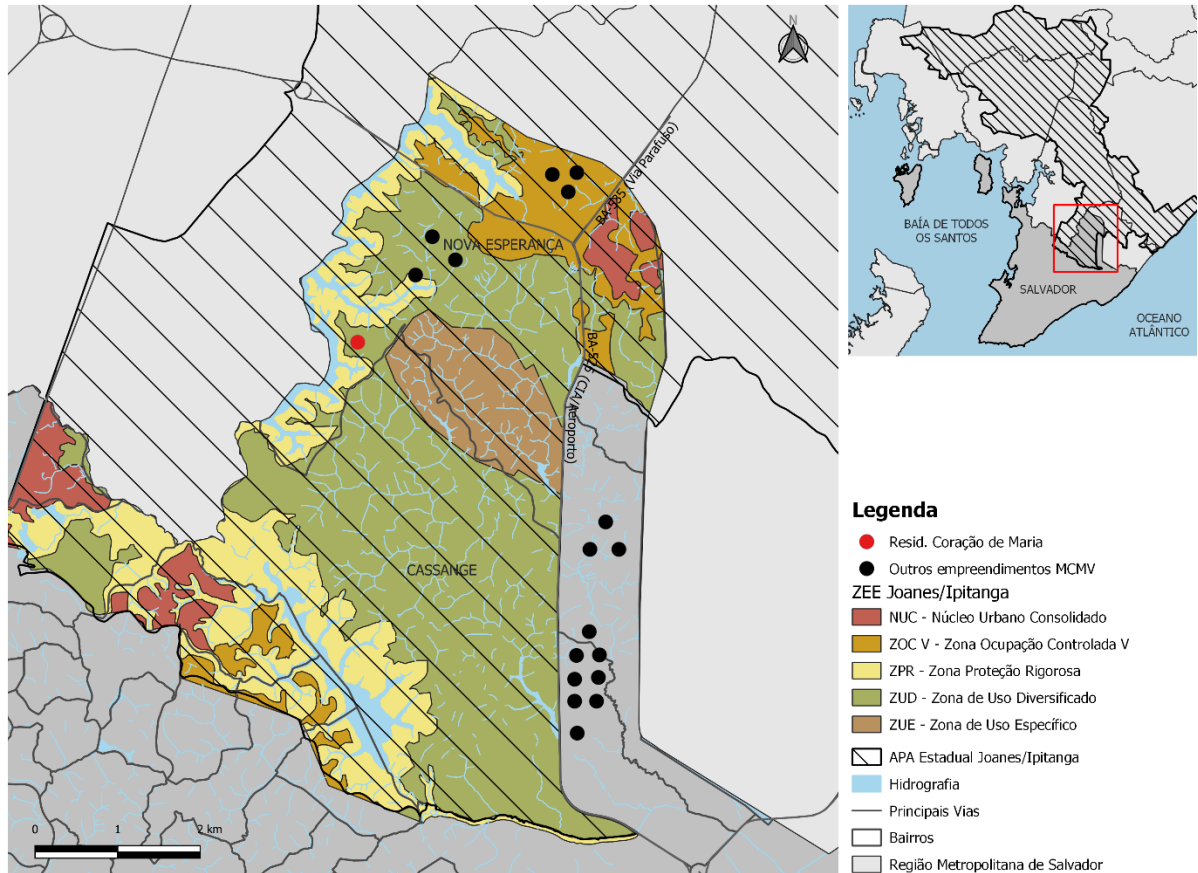 N
BA-535 (Via Parafuso)
NOVA ESPERANÇA
BA-526 (CIA/Aeroporto)
CASSANGE
0 1 2 km
BAÍA DE TODOS
OS SANTOS
SALVADOR
OCEANO
ATLÂNTICO
Legenda
Resid. Coração de Maria
Outros empreendimentos MCMV
ZEE Joanes/Ipitanga
NUC - Núcleo Urbano Consolidado
ZOC V - Zona Ocupação Controlada V
ZPR - Zona Proteção Rigorosa
ZUD - Zona de Uso Diversificado
ZUE - Zona de Uso Específico
APA Estadual Joanes/Ipitanga
Hidrografia
Principais Vias
Bairros
Região Metropolitana de Salvador